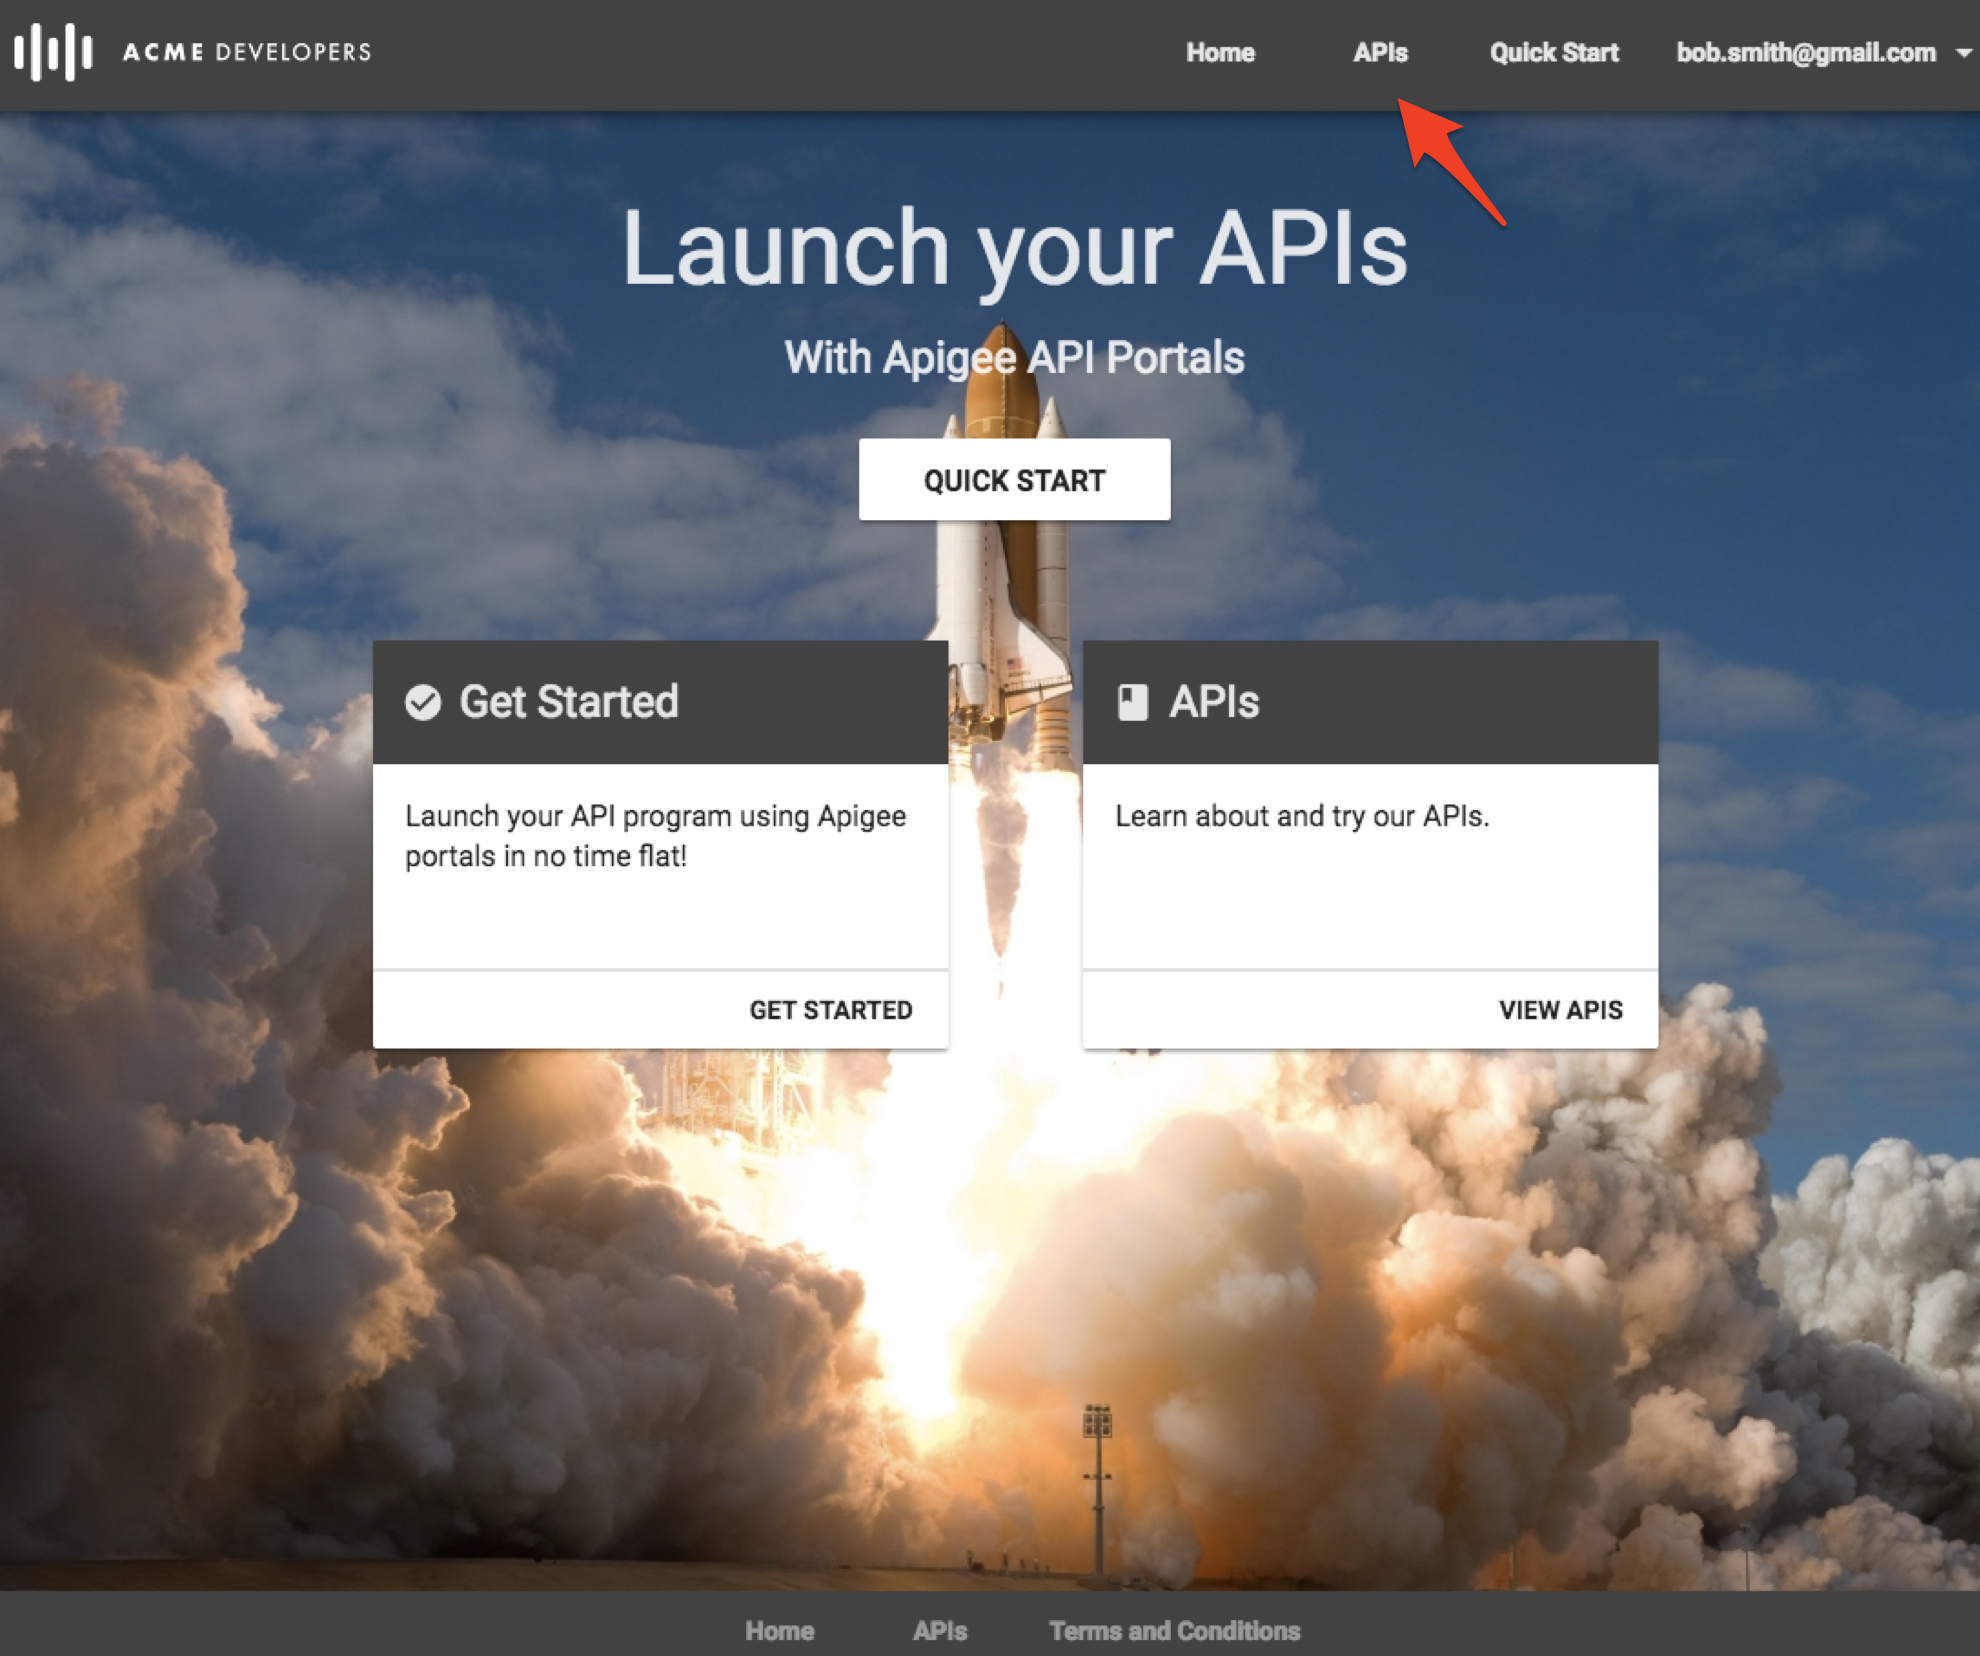 ACME DEVELOPERS
Home
APIs
Quick Start
bob.smith@gmail.com
Launch your APIs
With Apigee API Portals
QUICK START
Get Started
Launch your API program using Apigee
portals in no time flat!
GET STARTED
APIs
Learn about and try our APIs.
VIEW APIS
Home
APIs
Terms and Conditions